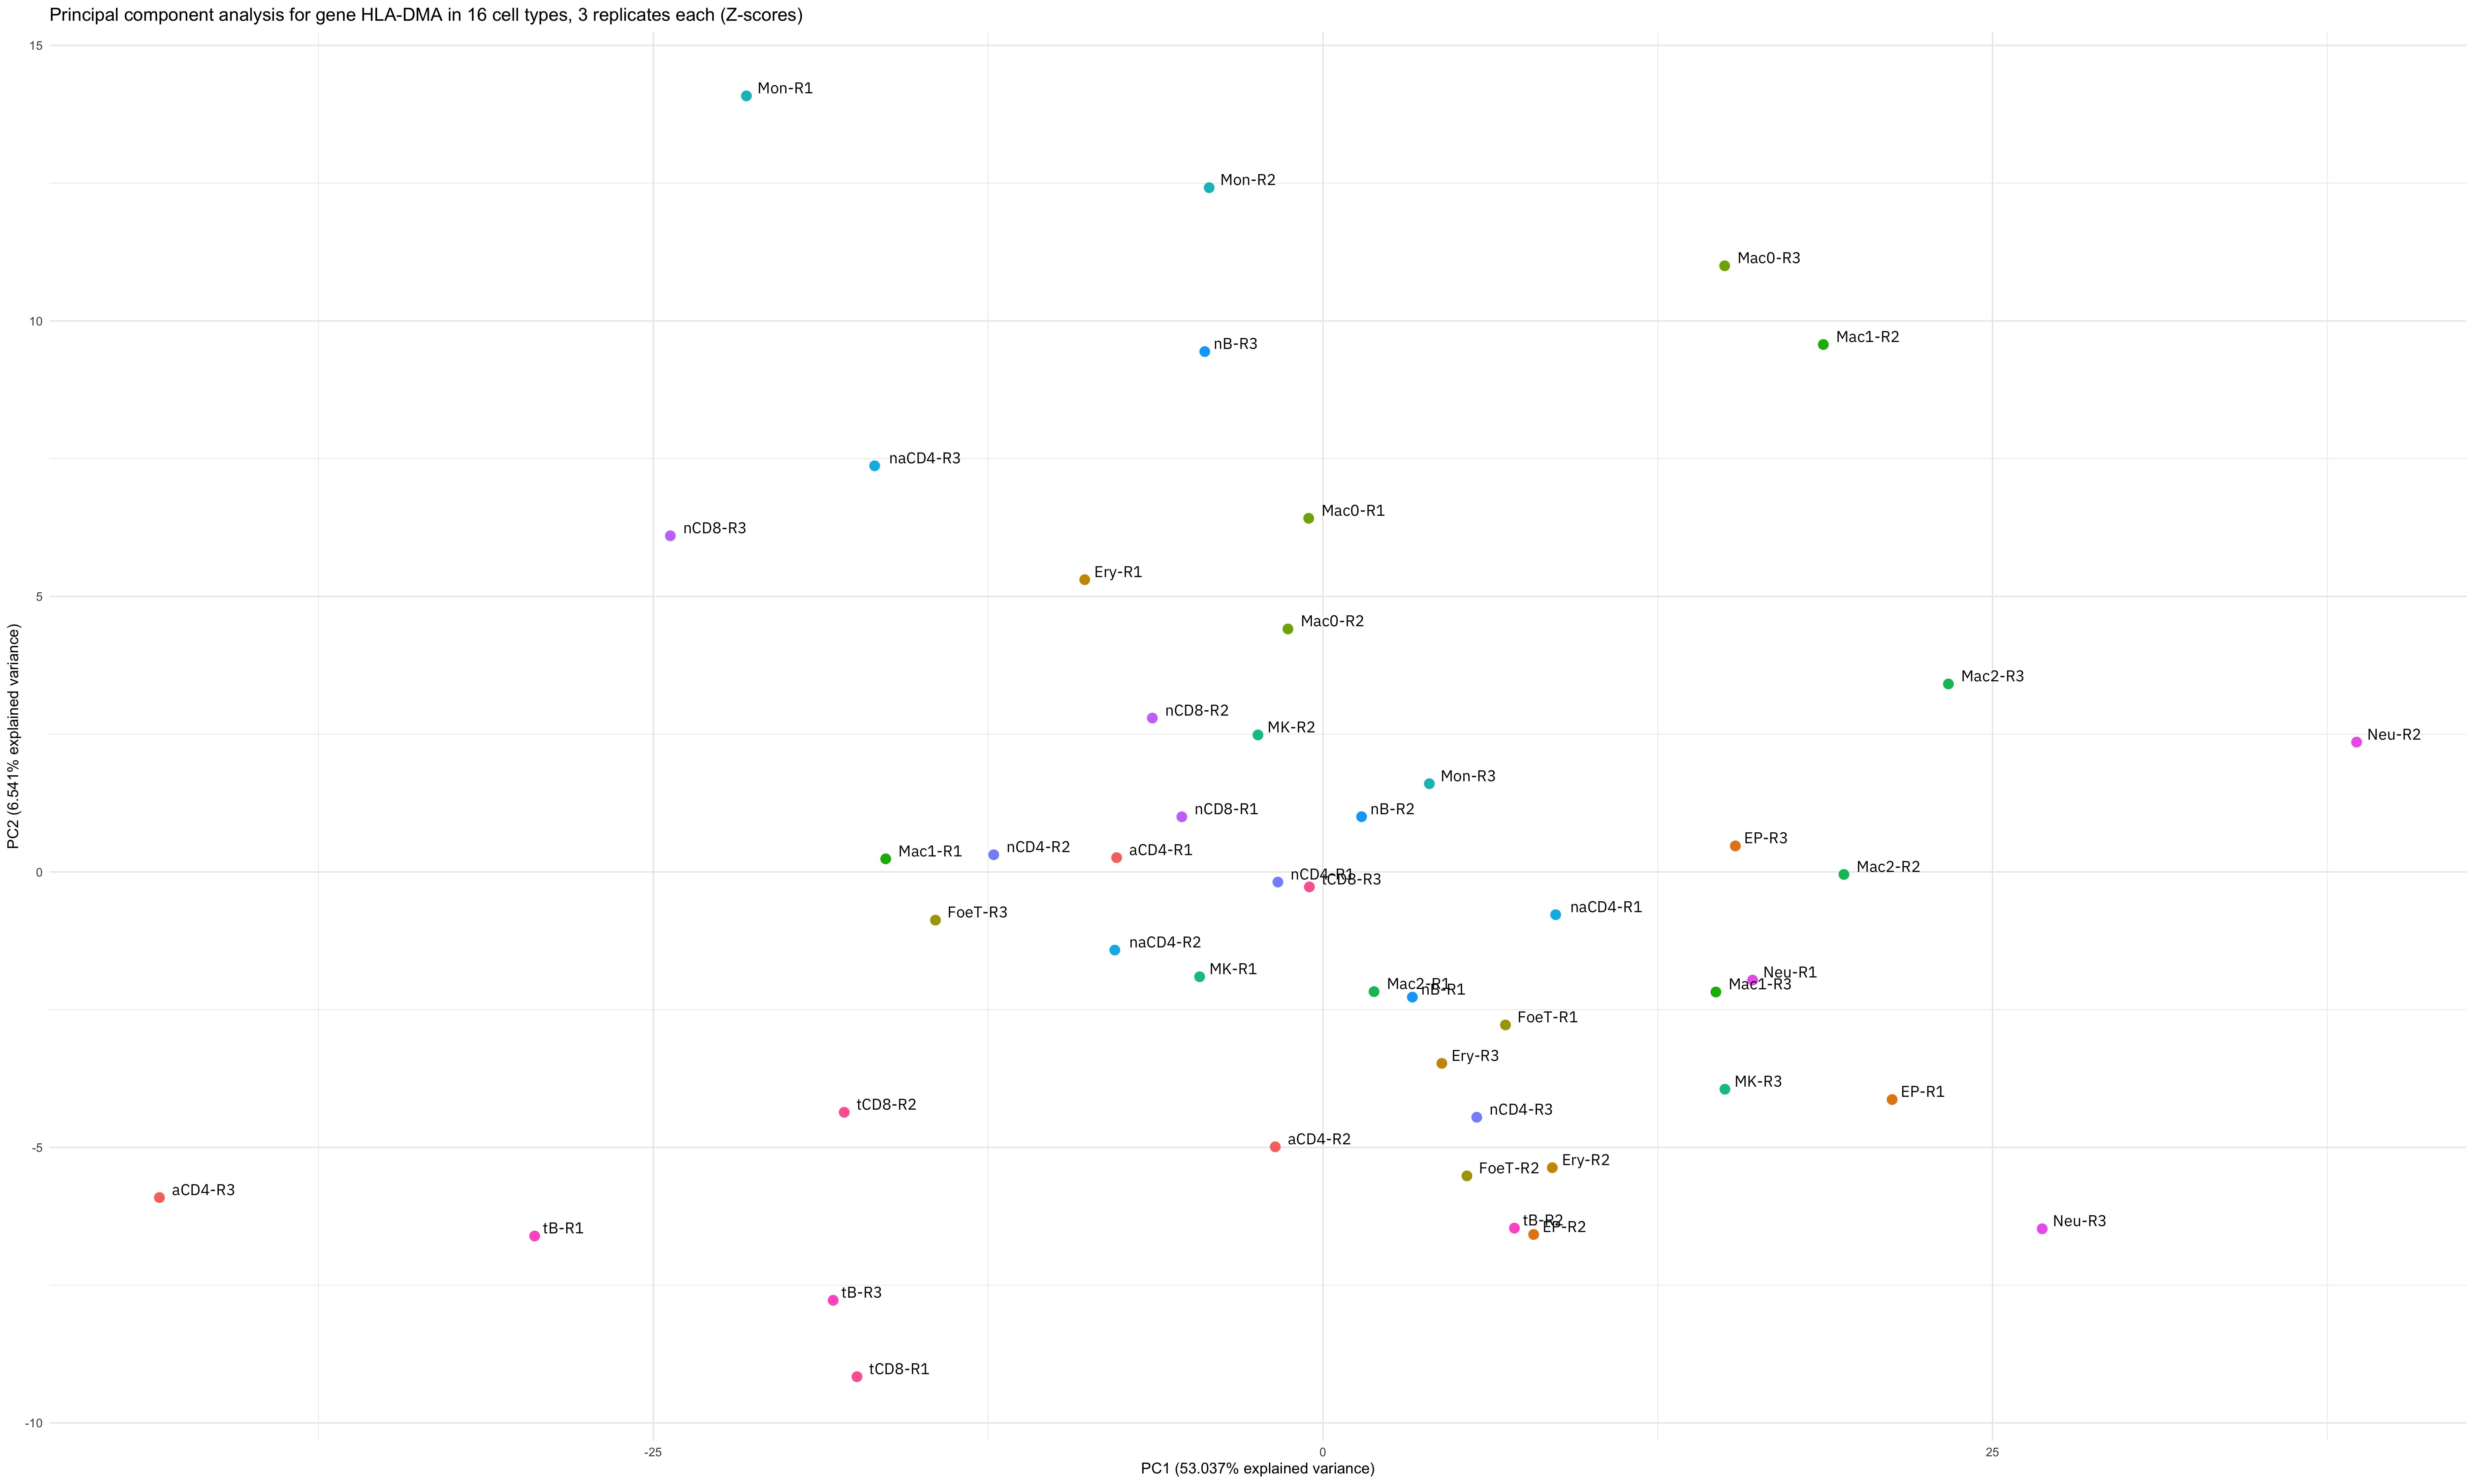 Principal component analysis for gene HLA-DMA in 16 cell types, 3 replicates each (Z-scores)
15
Mon-R1
Mon-R2
Mac0-R3
10
Mac1-R2
nB-R3
naCD4-R3
Mac0-R1
nCD8-R3
Ery-R1
5
Mac0-R2
Mac2-R3
nCD8-R2
MK-R2
Neu-R2
Mon-R3
nCD8-R1
nB-R2
EP-R3
Mac1-R1
nCD4-R2
aCD4-R1
Mac2-R2
0
nCD4-R1
tCD8-R3
naCD4-R1
FoeT-R3
naCD4-R2
MK-R1
Neu-R1
Mac2-R1
Mac1-R3
nB-R1
FoeT-R1
Ery-R3
MK-R3
EP-R1
tCD8-R2
nCD4-R3
aCD4-R2
-5
Ery-R2
FoeT-R2
aCD4-R3
tB-R1
tB-R2
EP-R2
Neu-R3
tB-R3
tCD8-R1
-10
-25
0
25
PC1 (53.037% explained variance)
PC2 (6.541% explained variance)